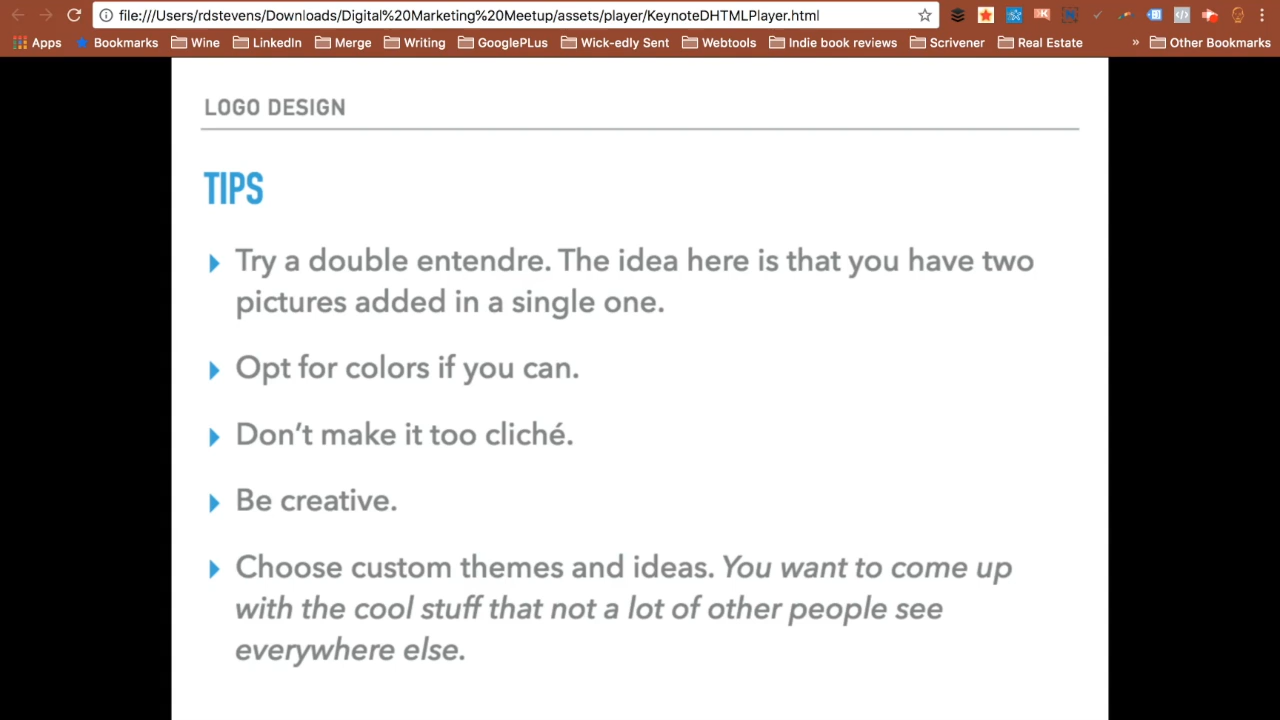 file:///Users/rdstevens/Downloads/Digital%20Marketing%20Meetup/assets/player/KeynoteDHTMLPlayer.html
Apps Bookmarks Wine LinkedIn Merge Writing GooglePLus Wick-edly Sent Webtools Indie book reviews Scrivener Real Estate » Other Bookmarks
LOGO DESIGN
TIPS
Try a double entendre. The idea here is that you have two
pictures added in a single one.
Opt for colors if you can.
Don't make it too cliché.
Be creative.
Choose custom themes and ideas. You want to come up
with the cool stuff that not a lot of other people see
everywhere else.